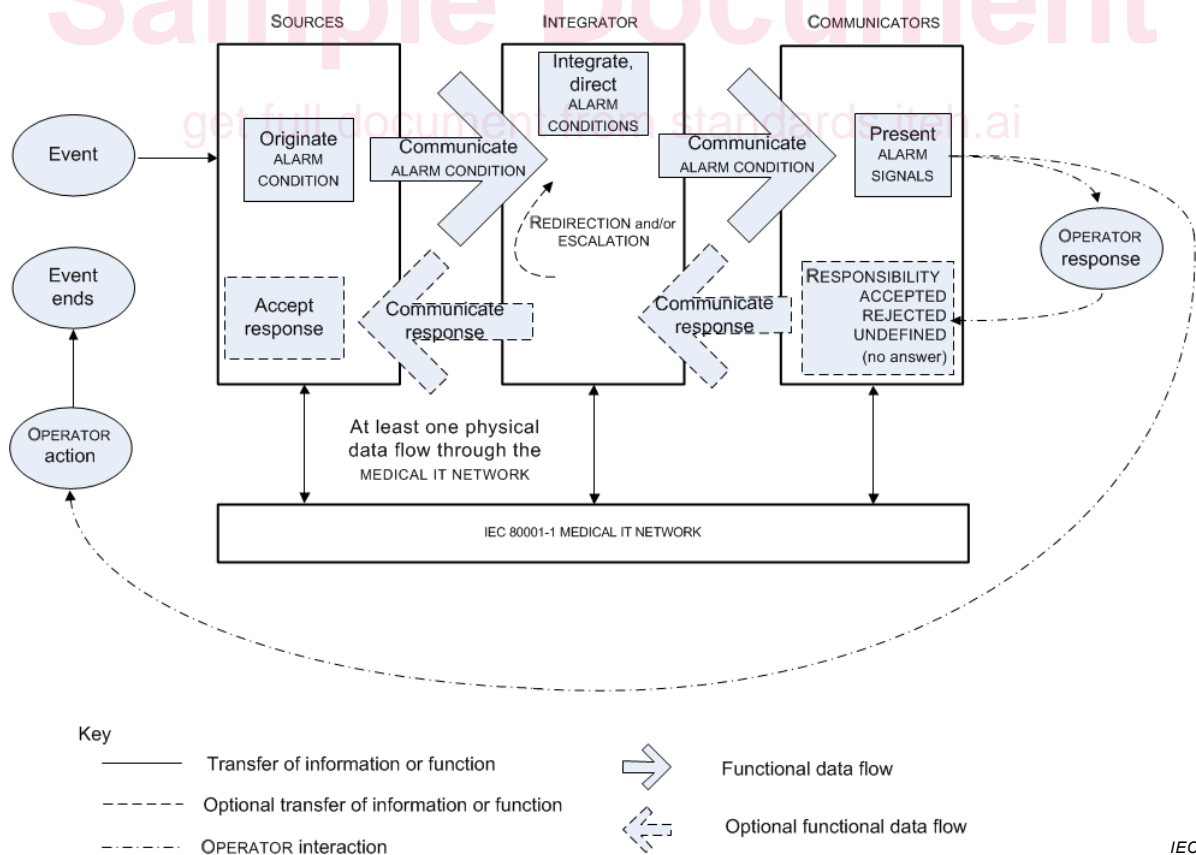 Sample Document
get full document from standards.iteh.ai
SOURCES
INTEGRATOR
COMMUNICATORS
Event
Originate
ALARM
CONDITION
Communicate
ALARM CONDITION
Integrate,
direct
ALARM
CONDITIONS
Communicate
ALARM CONDITION
Present
ALARM
SIGNALS
REDIRECTION and/or
ESCALATION
OPERATOR
response
Event
ends
Accept
response
Communicate
response
Communicate
response
RESPONSIBILITY
ACCEPTED
REJECTED
UNDEFINED
(no answer)
OPERATOR
action
At least one physical
data flow through the
MEDICAL IT NETWORK
IEC 80001-1 MEDICAL IT NETWORK
Key
Transfer of information or function
Functional data flow
Optional transfer of information or function
Optional functional data flow
OPERATOR interaction
IEC